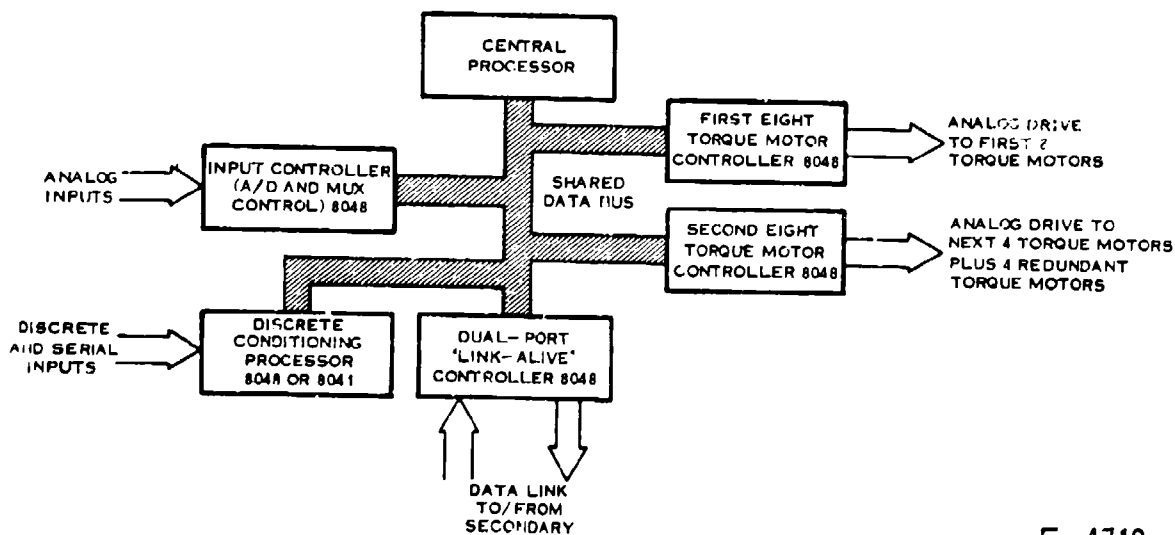 CENTRAL
PROCESSOR
FIRST EIGHT
TORQUE MOTOR
CONTROLLER 8048
ANALOG DRIVE
TO FIRST 8
TORQUE MOTORS
ANALOG
INPUTS
INPUT CONTROLLER
(A/D AND MUX
CONTROL) 8048
SHARED
DATA BUS
SECOND EIGHT
TORQUE MOTOR
CONTROLLER 8048
ANALOG DRIVE TO
NEXT 4 TORQUE MOTORS
PLUS 4 REDUNDANT
TORQUE MOTORS
DISCRETE
AND SERIAL
INPUTS
DISCRETE
CONDITIONING
PROCESSOR
8048 OR 8041
DUAL-PORT
"LINK-ALIVE"
CONTROLLER 8048
DATA LINK
TO/FROM
SECONDARY